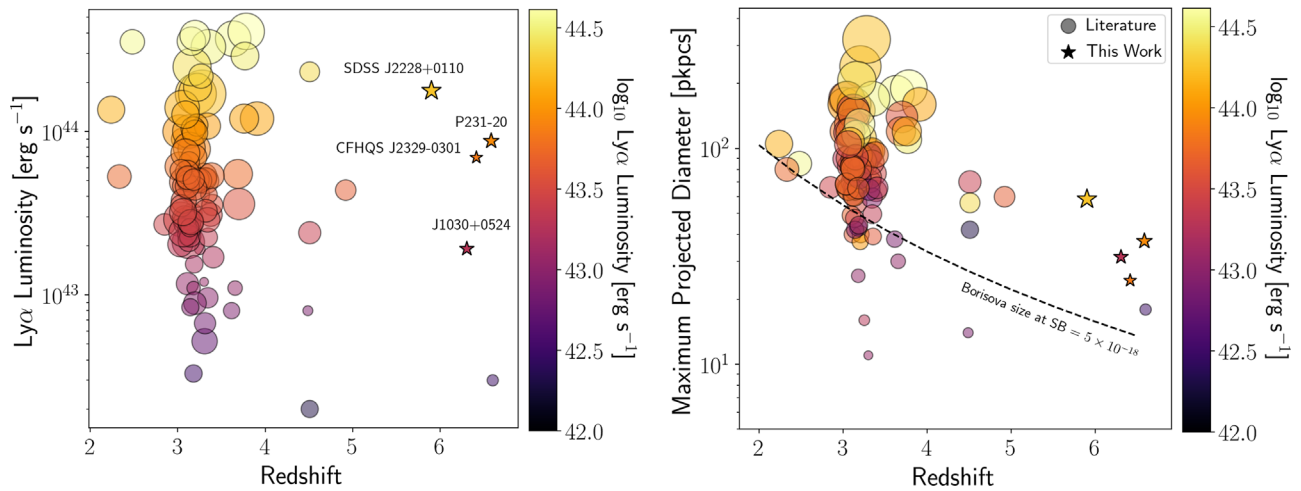 Lyα Luminosity [erg s⁻¹]
10⁴⁴
10⁴³
SDSS J2228+0110
P231-20
CFHQS J2329-0301
J1030+0524
2 3 4 5 6
Redshift
44.5
44.0
43.5
43.0
42.5
42.0
log₁₀ Lyα Luminosity [erg s⁻¹]
Maximum Projected Diameter [pkpcs]
10²
10¹
Literature
This Work
Borisova size at SB = 5 × 10⁻¹⁸
2 3 4 5 6
Redshift
44.5
44.0
43.5
43.0
42.5
42.0
log₁₀ Lyα Luminosity [erg s⁻¹]